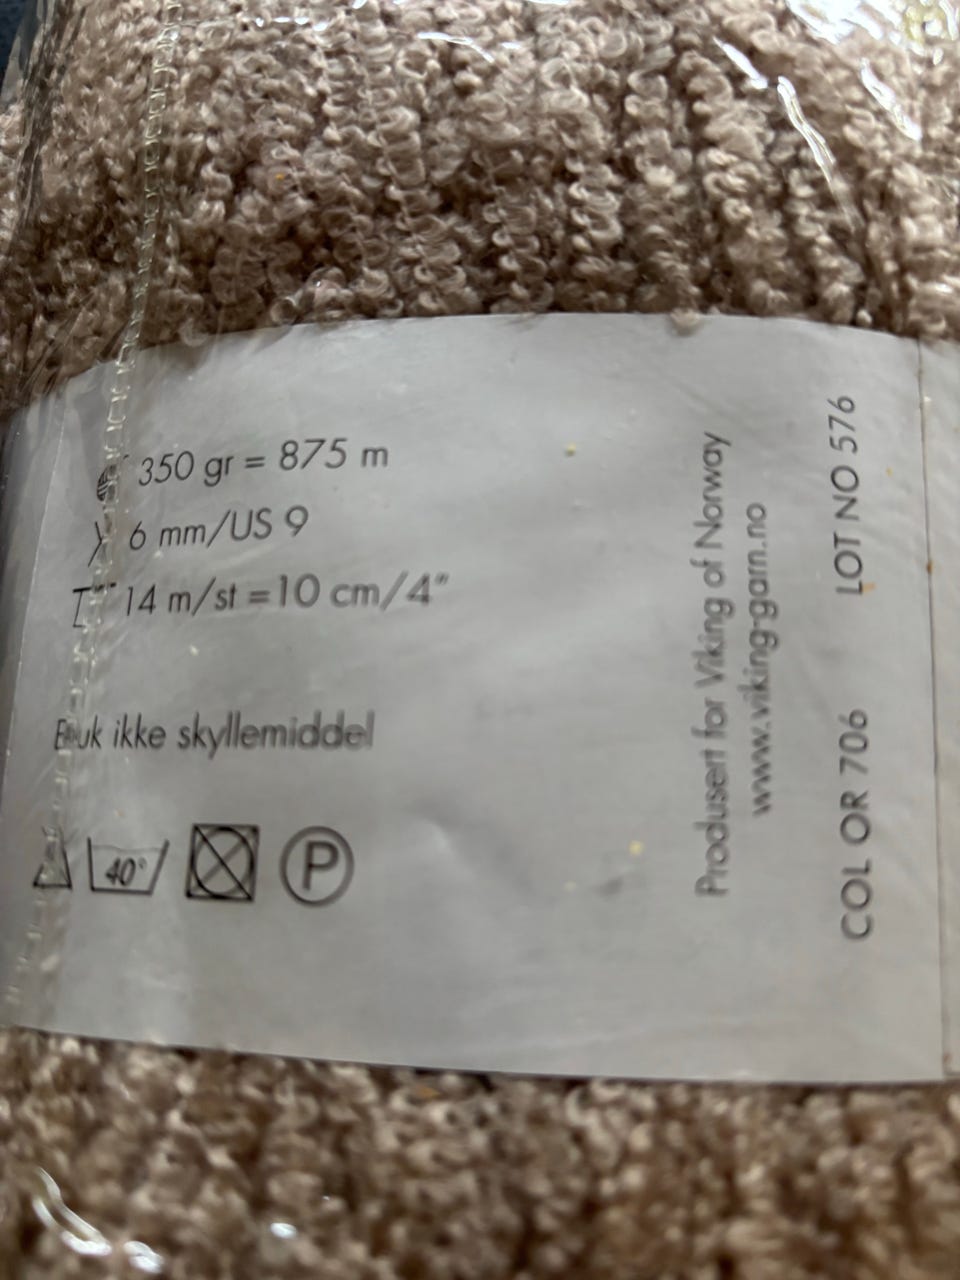 350 gr = 875 m
6 mm/US 9
14 m/st = 10 cm/4"
Bruk ikke skyllemiddel
40°
P
Produsert for Viking of Norway
www.viking-garn.no
COL OR 706
LOT NO 576